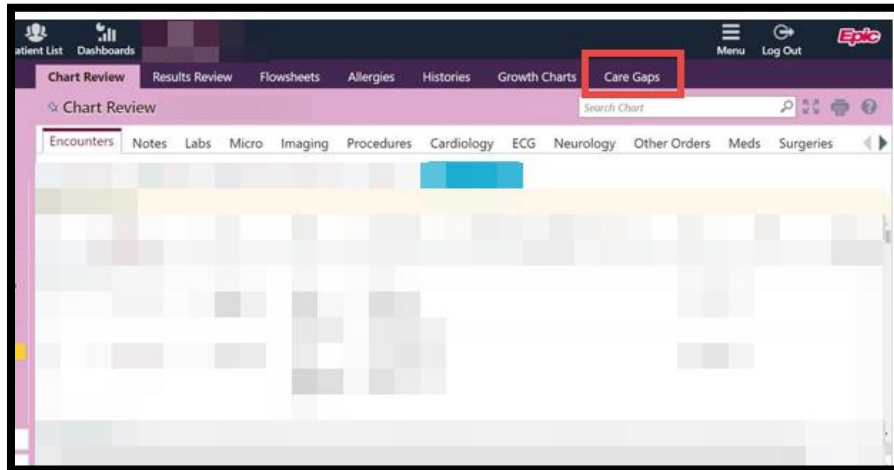 atient List Dashboards Menu Log Out Epic
Chart Review Results Review Flowsheets Allergies Histories Growth Charts Care Gaps
Chart Review Search Chart
Encounters Notes Labs Micro Imaging Procedures Cardiology ECG Neurology Other Orders Meds Surgeries